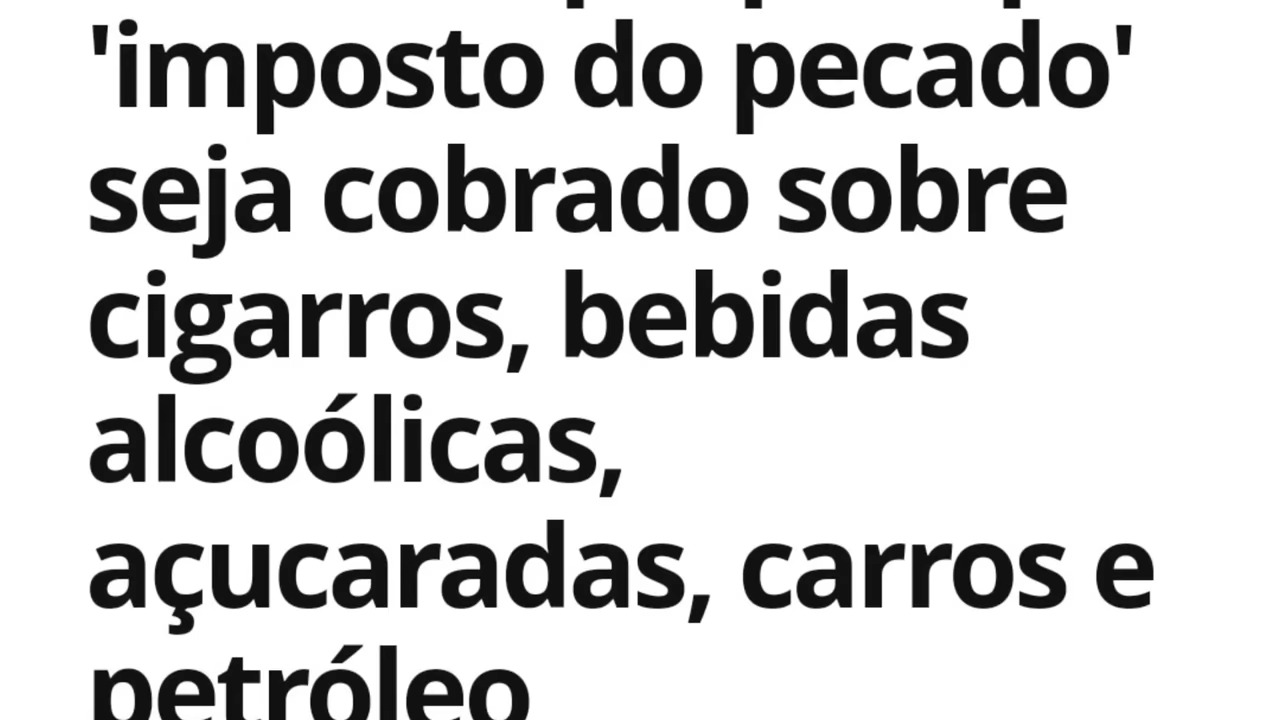 'imposto do pecado'
seja cobrado sobre
cigarros, bebidas
alcoólicas,
açucaradas, carros e
petróleo